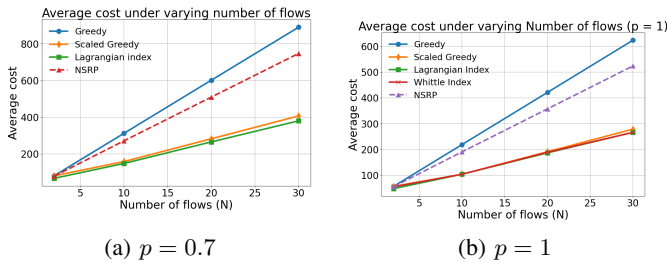 Average cost under varying number of flows
Greedy
Scaled Greedy
Lagrangian index
NSRP
Average cost
800
600
400
200
5
10
15
20
25
30
Number of flows (N)
(a) p = 0.7
Average cost under varying Number of flows (p = 1)
Greedy
Scaled Greedy
Lagrangian Index
Whittle Index
NSRP
Average cost
600
500
400
300
200
100
5
10
15
20
25
30
Number of flows (N)
(b) p = 1